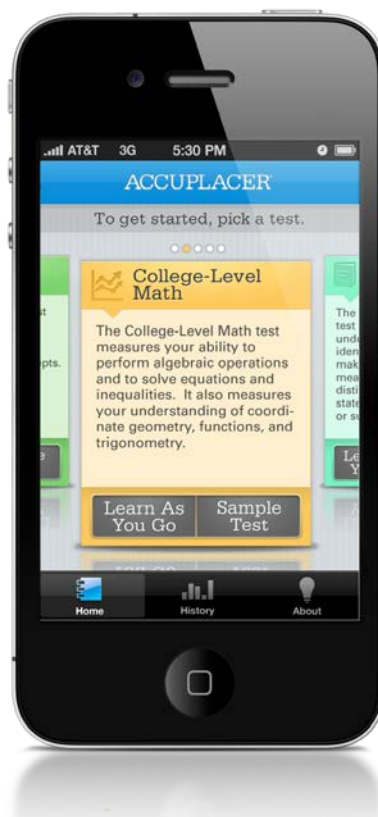 AT&T 3G 5:30 PM
ACCUPLACER
To get started, pick a test.
College-Level
Math
The College-Level Math test
measures your ability to
perform algebraic operations
and to solve equations and
inequalities. It also measures
your understanding of coordi-
nate geometry, functions, and
trigonometry.
Learn As
You Go
Sample
Test
The
test
Home
History
About